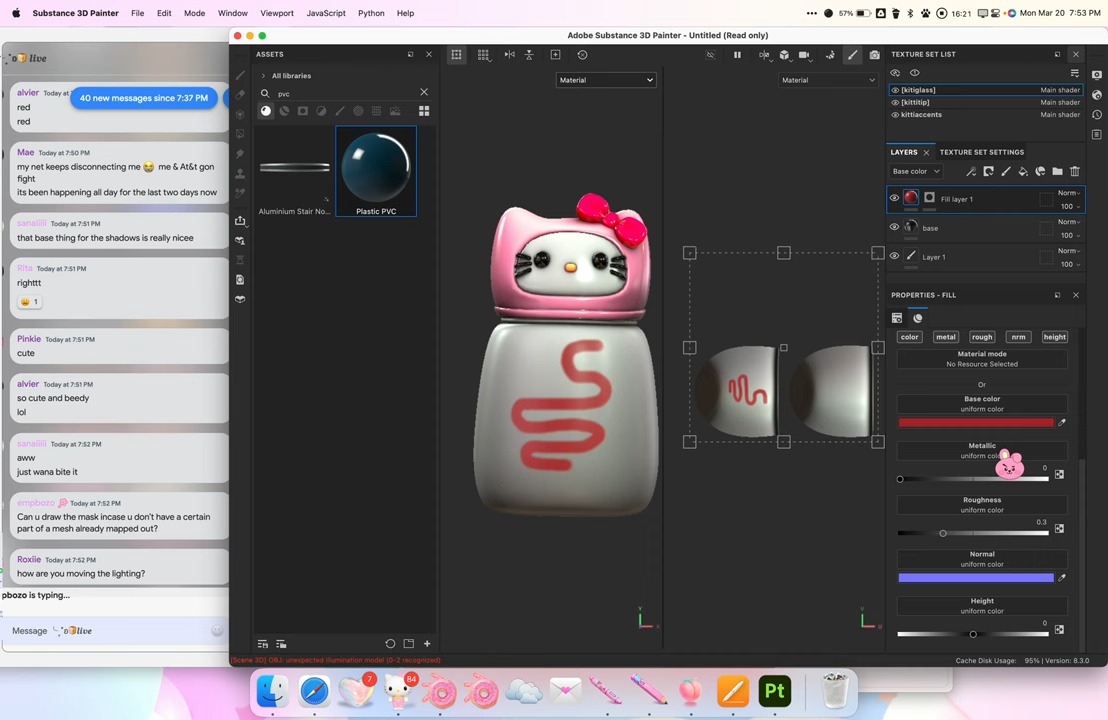 Substance 3D Painter File Edit Mode Window Viewport JavaScript Python Help
57% 16:21 Mon Mar 20 7:53 PM
live
alvier Today at
red
red
40 new messages since 7:37 PM
Mae Today at 7:50 PM
my net keeps disconnecting me 😭 me & At&t gon
fight
its been happening all day for the last two days now
sanaiiiii Today at 7:51 PM
that base thing for the shadows is really nicee
Rita Today at 7:51 PM
righttt
1
Pinkie Today at 7:51 PM
cute
alvier Today at 7:51 PM
so cute and beedy
lol
sanaiiiii Today at 7:52 PM
aww
just wana bite it
empbozo Today at 7:52 PM
Can u draw the mask incase u don't have a certain
part of a mesh already mapped out?
Roxiie Today at 7:52 PM
how are you moving the lighting?
pbozo is typing...
Message live
Adobe Substance 3D Painter - Untitled (Read only)
ASSETS
All libraries
pvc
Aluminium Stair No...
Plastic PVC
Material
Material
[Scene 3D] OBJ: unexpected illumination model (0-2 recognized)
TEXTURE SET LIST
[kitiglass] Main shader
[kittitip] Main shader
kittiaccents Main shader
LAYERS
TEXTURE SET SETTINGS
Base color
Fill layer 1
Norm
100
base
Norm
100
Layer 1
Norm
100
PROPERTIES - FILL
color metal rough nrm height
Material mode
No Resource Selected
Or
Base color
uniform color
Metallic
uniform color
0
Roughness
uniform color
0.3
Normal
uniform color
Height
uniform color
0
Cache Disk Usage: 95% | Version: 8.3.0
Y
7
84
Pt